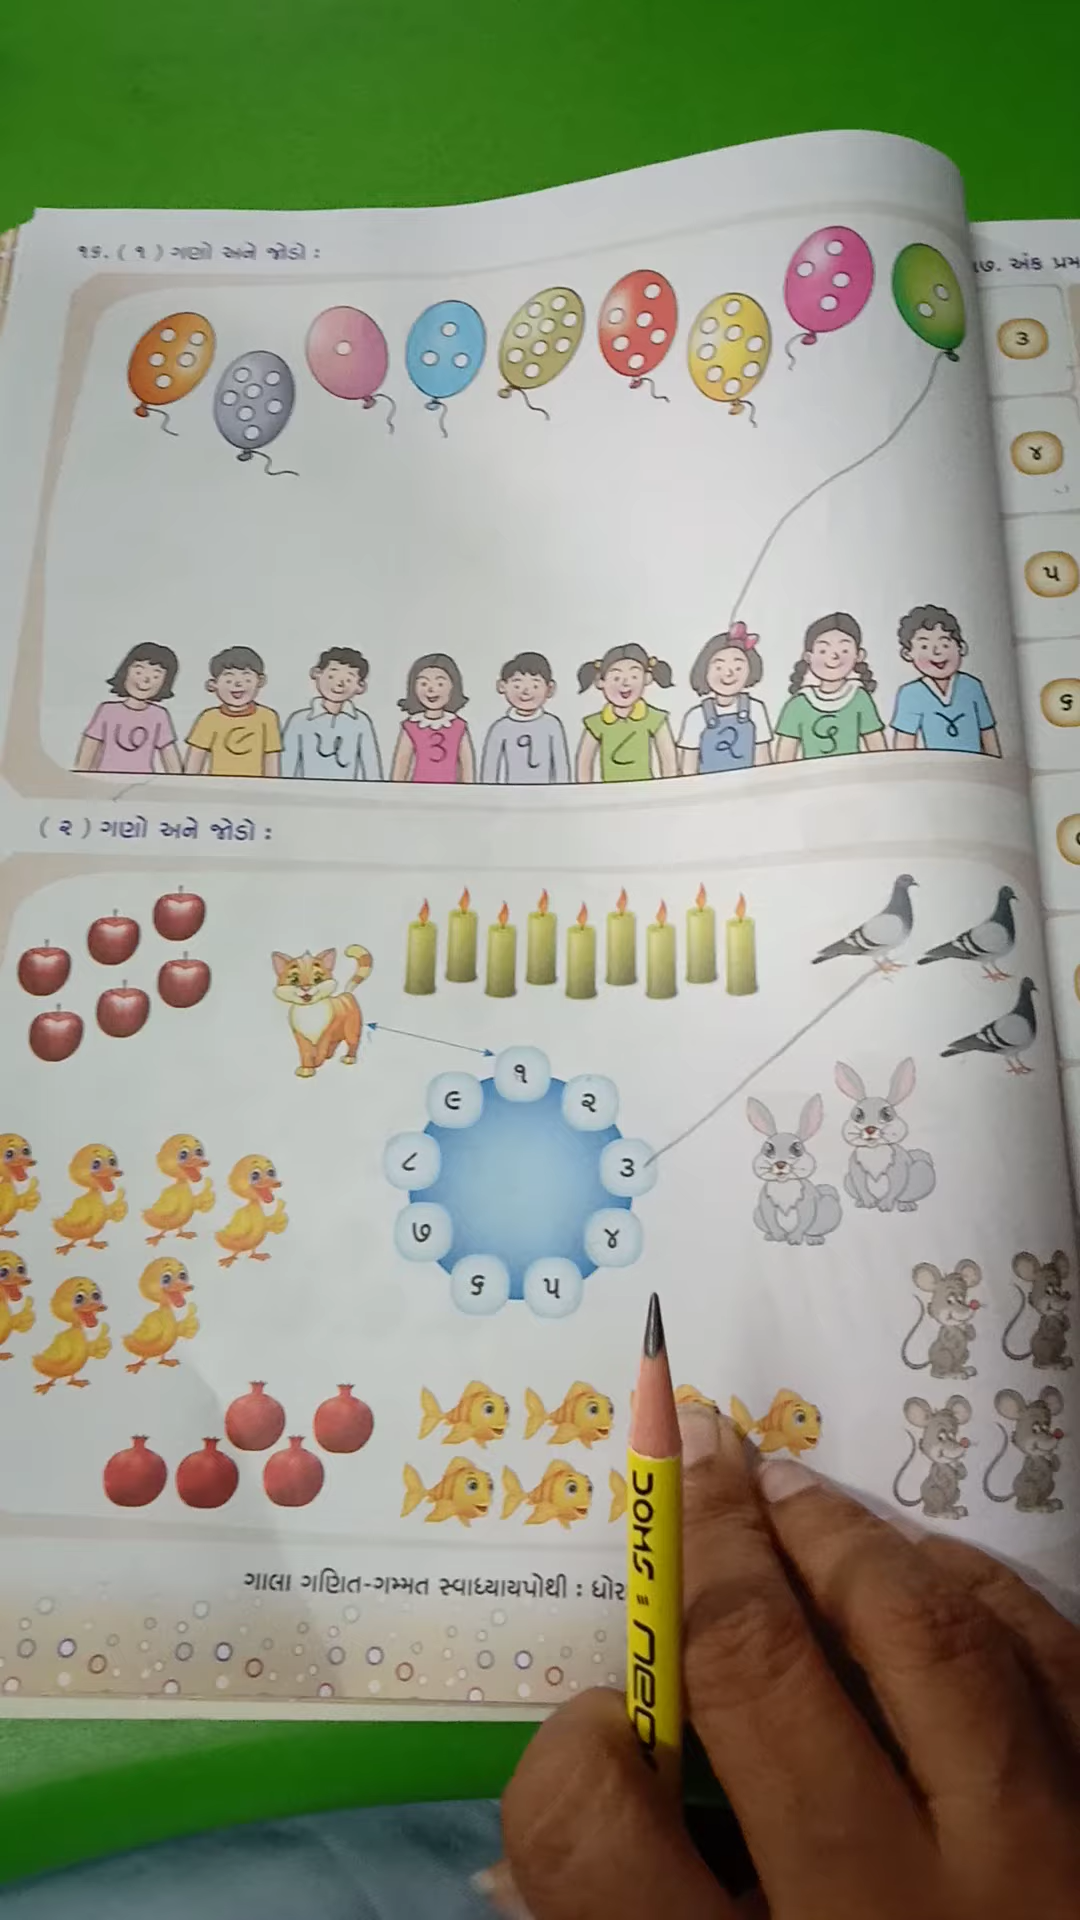 ૧૬. ( ૧ ) ગણો અને જોડો :
૭ ૯ ૫ ૩ ૧ ૮ ૨ ૬ ૪
( ૨ ) ગણો અને જોડો :
૧
૯ ૨
૮ ૩
૭ ૪
૬ ૫
ગાલા ગણિત-ગમ્મત સ્વાધ્યાયપોથી :
૧૭. અંક
૩
૪
૫
૬
DOMS neo